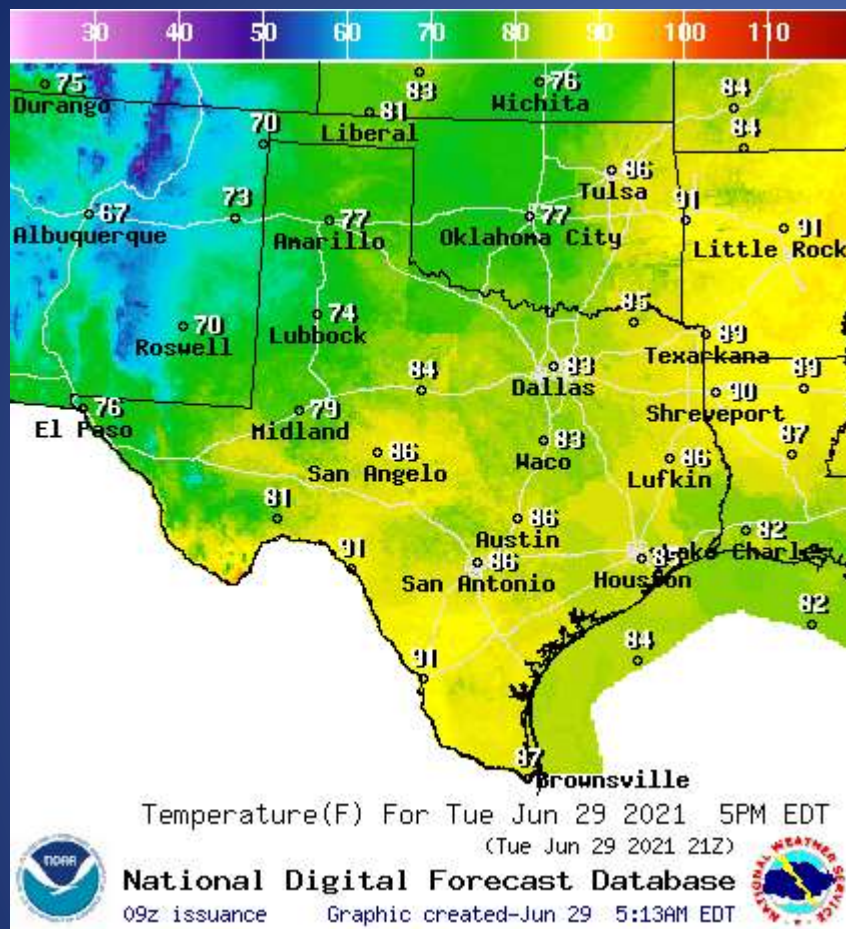 30 40 50 60 70 80 90 100 110
75
Durango
83
81
Liberal
76
Wichita
84
84
70
86
Tulsa
67
Albuquerque
73
77
Amarillo
77
Oklahoma City
91
91
Little Rock
70
Roswell
74
Lubbock
85
89
Texarkana
83
Dallas
84
90
Shreveport
89
76
El Paso
79
Midland
86
San Angelo
83
Waco
86
Lufkin
87
81
86
Austin
82
Lake Charles
91
86
San Antonio
85
Houston
82
84
91
87
Brownsville
Temperature(F) For Tue Jun 29 2021 5PM EDT
(Tue Jun 29 2021 21Z)
National Digital Forecast Database
09z issuance Graphic created-Jun 29 5:13AM EDT
NOAA
NATIONAL WEATHER SERVICE